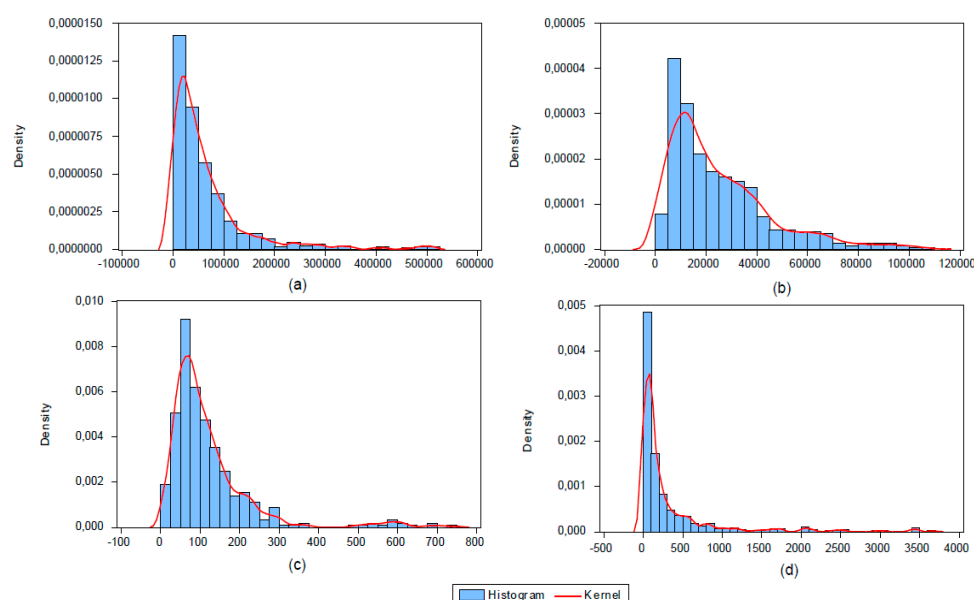 0,0000150
0,0000125
0,0000100
0,0000075
0,0000050
0,0000025
0,0000000
Density
-100000 0 100000 200000 300000 400000 500000 600000
(a)
0,00005
0,00004
0,00003
0,00002
0,00001
0,00000
Density
-20000 0 20000 40000 60000 80000 100000 120000
(b)
0,010
0,008
0,006
0,004
0,002
0,000
Density
-100 0 100 200 300 400 500 600 700 800
(c)
0,005
0,004
0,003
0,002
0,001
0,000
Density
-500 0 500 1000 1500 2000 2500 3000 3500 4000
(d)
Histogram Kernel